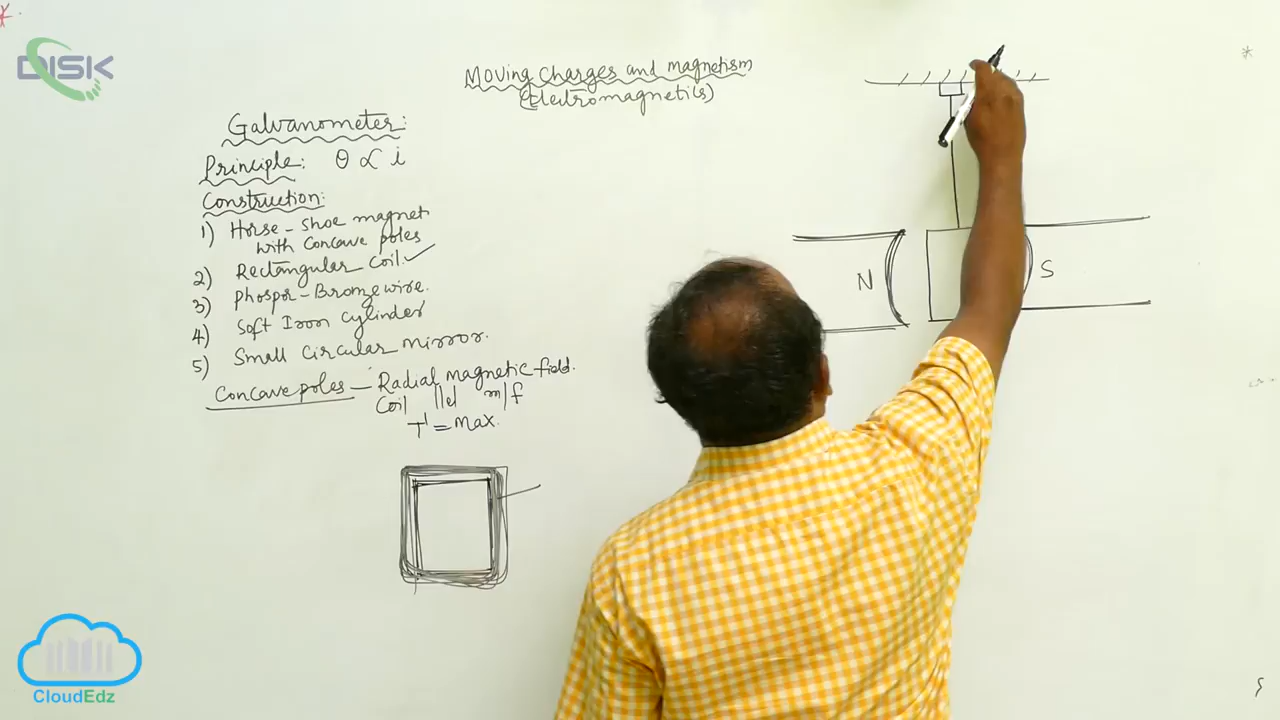 DISK
Moving Charges and magnetism
(Electromagnetics)
Galvanometer:
Principle: θ ∝ i
Construction:
1) Horse-Shoe magnet
with Concave poles
2) Rectangular Coil ✓
3) phospor-Bronze wire.
4) Soft Iron Cylinder
5) Small Circular mirror.
Concave poles - Radial magnetic field.
Coil ||el m/f
= Max.
N
S
CloudEdz